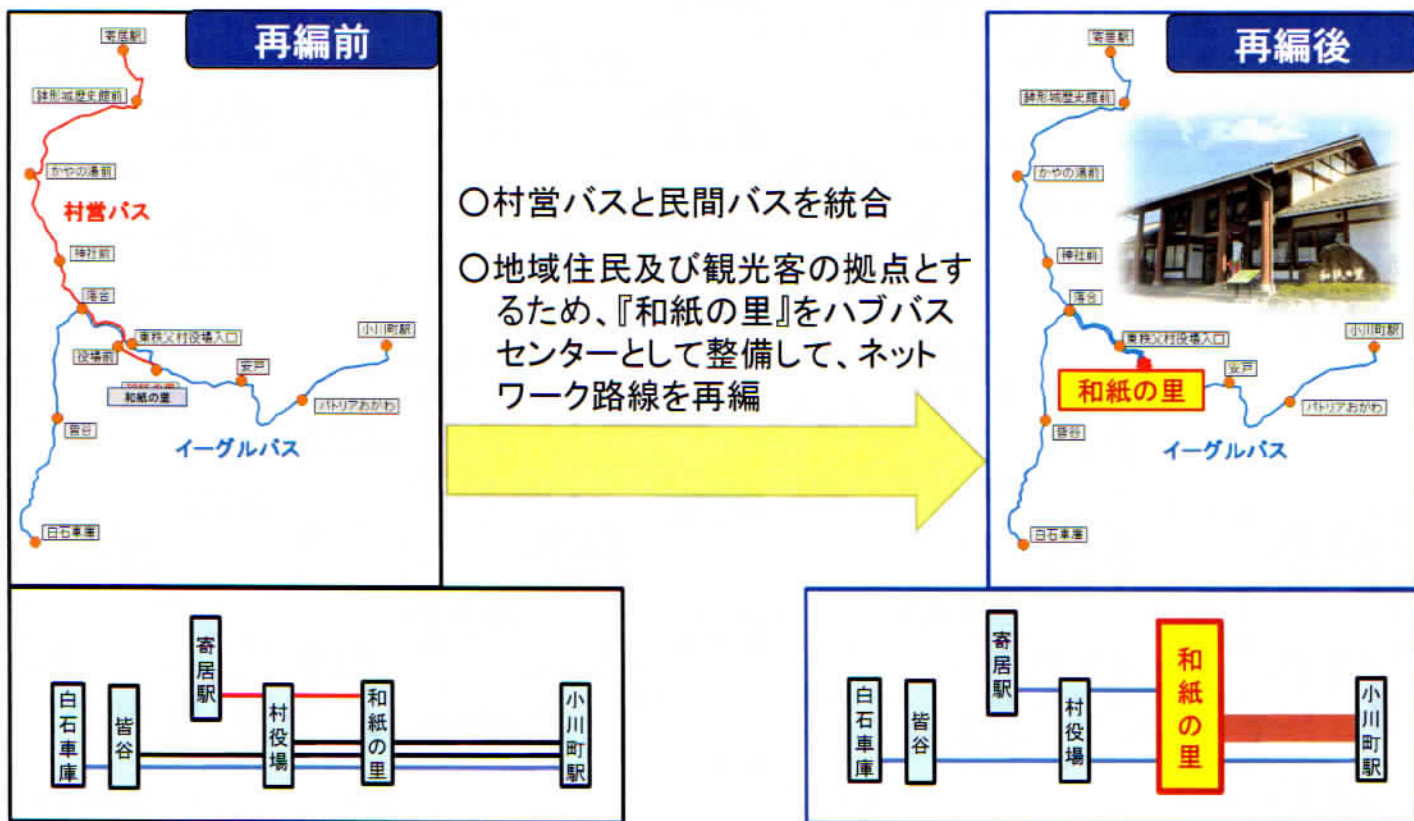 再編前
寄居駅
鉢形城歴史館前
かやの湯前
村営バス
神社前
落合
東秩父村役場入口
役場前
小川町駅
安戸
和紙の里
パトリアおがわ
皆谷
イーグルバス
白石車庫
○村営バスと民間バスを統合
○地域住民及び観光客の拠点とす
るため、『和紙の里』をハブバス
センターとして整備して、ネット
ワーク路線を再編
再編後
寄居駅
鉢形城歴史館前
かやの湯前
神社前
落合
東秩父村役場入口
小川町駅
安戸
和紙の里
パトリアおがわ
皆谷
イーグルバス
白石車庫
白石車庫
皆谷
寄居駅
村役場
和紙の里
小川町駅
白石車庫
皆谷
寄居駅
村役場
和紙の里
小川町駅